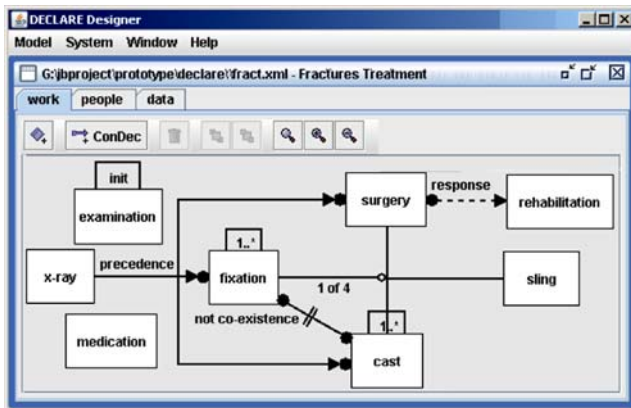 DECLARE Designer
Model System Window Help
G:\jbproject\prototype\declare\'fract.xml - Fractures Treatment
work people data
ConDec
init
examination
surgery
response
rehabilitation
x-ray
precedence
1..*
fixation
1 of 4
sling
not co-existence
1..*
medication
cast